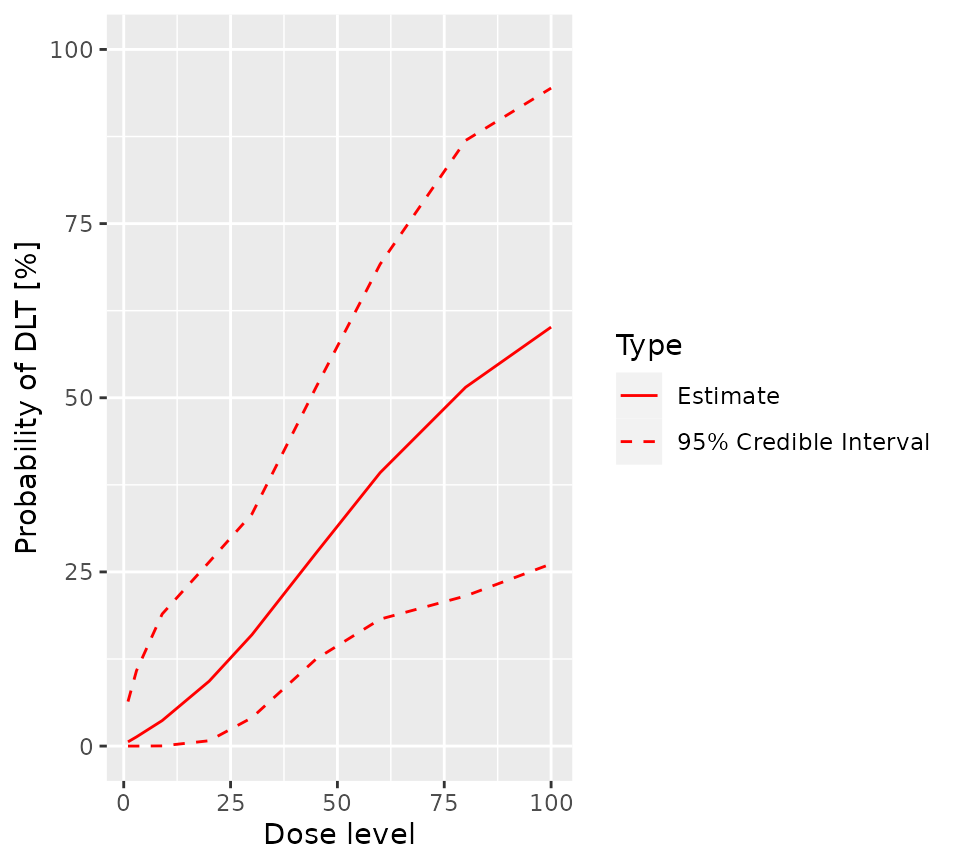 Probability of DLT [%]
100
75
50
25
0
0 25 50 75 100
Dose level
Type
Estimate
95% Credible Interval